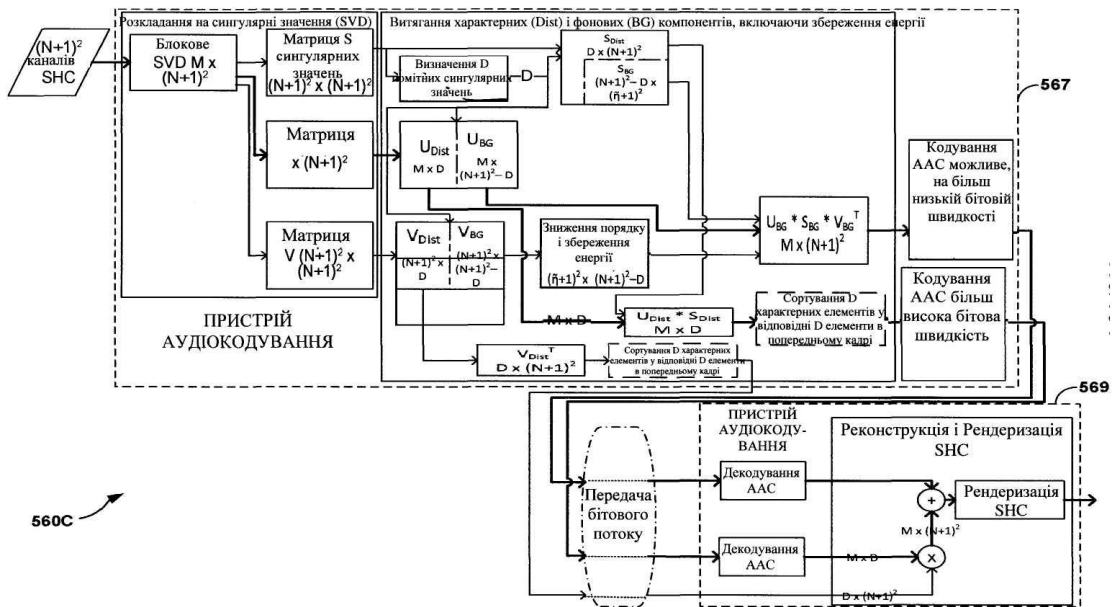 Розкладання на сингулярні значення (SVD)
Витягання характерних (Dist) і фонових (BG) компонентів, включаючи збереження енергії
(N+1)²
каналів
SHC
Блокове
SVD M x
(N+1)²
Матриця S
сингулярних
значень
(N+1)² x (N+1)²
Визначення D
помітних сингулярних
значень
D
S_Dist
D x (N+1)²
S_BG
(N+1)² – D x
(ñ+1)²
567
Матриця
x (N+1)²
U_Dist
M x D
U_BG
M x
(N+1)² – D
Матриця
V (N+1)² x
(N+1)²
V_Dist
(N+1)² x
D
V_BG
(N+1)² x
(N+1)² –
D
Зниження порядку
і збереження
енергії
(ñ+1)² x (N+1)² – D
U_BG * S_BG * V_BG^T
M x (N+1)²
Кодування
AAC можливе,
на більш
низькій бітовій
швидкості
Кодування
AAC більш
висока бітова
швидкість
ПРИСТРІЙ
АУДІОКОДУВАННЯ
M x D
U_Dist * S_Dist
M x D
Сортування D
характерних елементів у
відповідні D елементи в
попередньому кадрі
V_Dist^T
D x (N+1)²
Сортування D характерних
елементів у відповідні D елементи
в попередньому кадрі
569
ПРИСТРІЙ
АУДІОКОДУ-
ВАННЯ
Реконструкція і Рендеризація
SHC
Передача
бітового
потоку
Декодування
AAC
+
Рендеризація
SHC
M x (N+1)²
Декодування
AAC
M x D
x
D x (N+1)²
560C